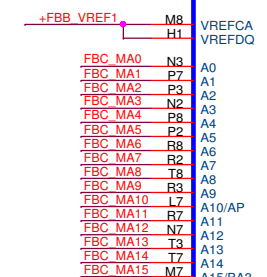 +FBB_VREF1 M8 VREFCA
H1 VREFDQ
FBC_MA0 N3 A0
FBC_MA1 P7 A1
FBC_MA2 P3 A2
FBC_MA3 N2 A3
FBC_MA4 P8 A4
FBC_MA5 P2 A5
FBC_MA6 R8 A6
FBC_MA7 R2 A7
FBC_MA8 T8 A8
FBC_MA9 R3 A9
FBC_MA10 L7 A10/AP
FBC_MA11 R7 A11
FBC_MA12 N7 A12
FBC_MA13 T3 A13
FBC_MA14 T7 A14
FBC_MA15 M7 A15/BA3